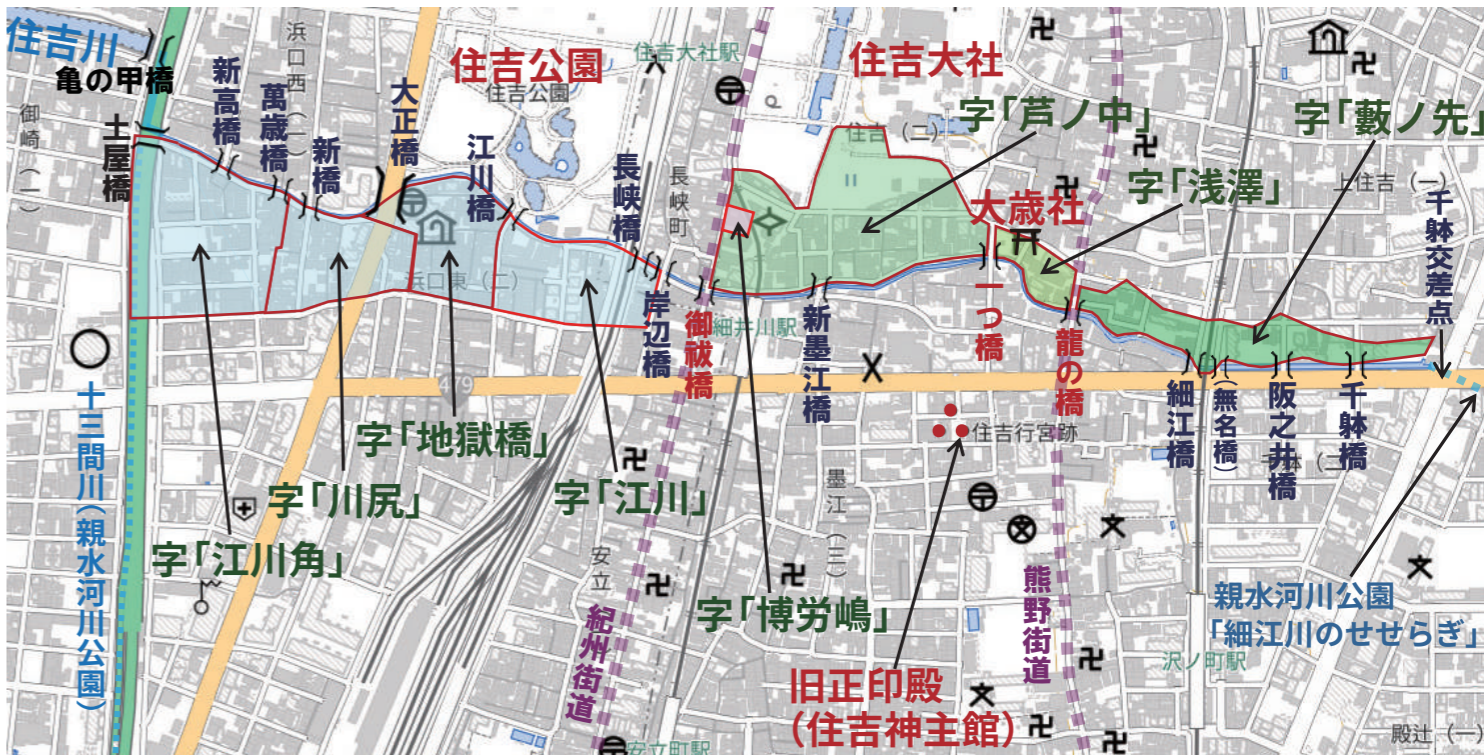 住吉川
亀の甲橋
土屋橋
新高橋
萬歳橋
新橋
大正橋
江川橋
長峡橋
岸辺橋
御祓橋
新墨江橋
一つ橋
龍の橋
細江橋
(無名橋)
阪之井橋
千躰橋
千躰交差点
住吉公園
住吉公園
住吉大社駅
住吉大社
住吉(二)
字「芦ノ中」
字「藪ノ先」
字「浅澤」
大歳社
上住吉(一)
浜口西(一)
御崎(一)
長峡町
浜口東(二)
細井川駅
479
字「地獄橋」
字「川尻」
字「江川」
字「江川角」
字「博労嶋」
十三間川(親水河川公園)
住吉行宮跡
旧正印殿
(住吉神主館)
墨江(三)
安立
紀州街道
熊野街道
安立町駅
沢ノ町駅
親水河川公園
「細江川のせせらぎ」
殿辻(一)